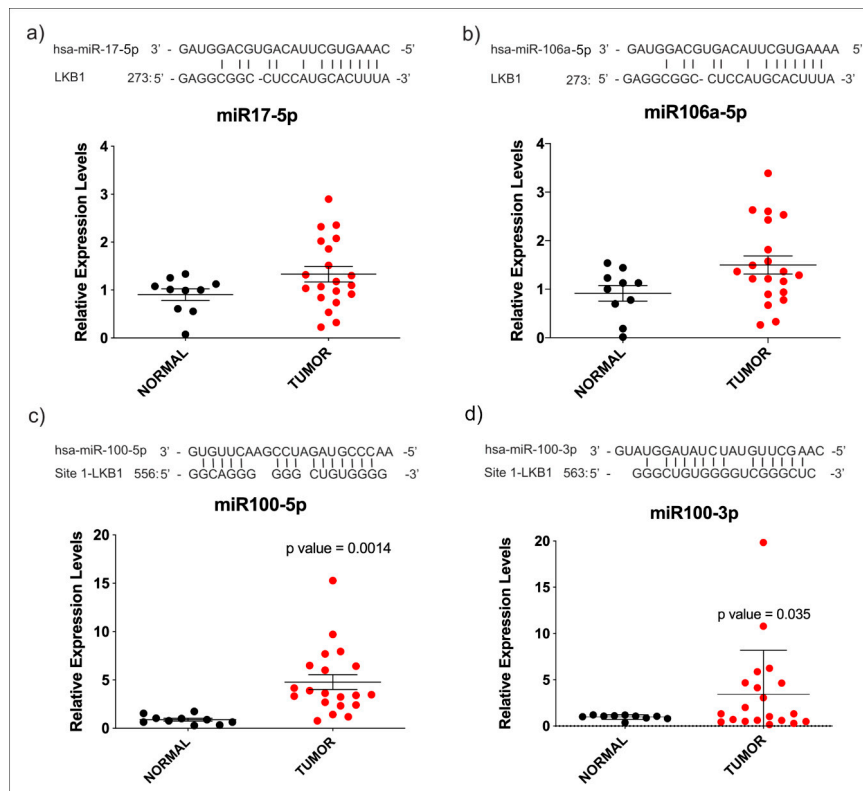 a)
hsa-miR-17-5p 3' - GAUGGACGUGACAUUCGUGAAAC -5'
LKB1 273:5' - GAGGCGGC -CUCCAUGCACUUUA -3'
miR17-5p
Relative Expression Levels
4
3
2
1
0
NORMAL
TUMOR
b)
hsa-miR-106a-5p 3' - GAUGGACGUGACAUUCGUGAAAA 5'
LKB1 273: 5' - GAGGCGGC- CUCCAUGCACUUUA -3'
miR106a-5p
Relative Expression Levels
4
3
2
1
0
NORMAL
TUMOR
c)
hsa-miR-100-5p 3' - GUGUUCAAGCCUAGAUGCCCAA -5'
Site 1-LKB1 556:5' - GGCAGGG GGG CUGUGGGG -3'
miR100-5p
Relative Expression Levels
20
15
10
5
0
p value = 0.0014
NORMAL
TUMOR
d)
hsa-miR-100-3p 3' - GUAUGGAUAUCUAUGUUCGAAC -5'
Site 1-LKB1 563:5' - GGGCUGUGGGGUCGGGCUC -3'
miR100-3p
Relative Expression Levels
20
15
10
5
0
p value = 0.035
NORMAL
TUMOR